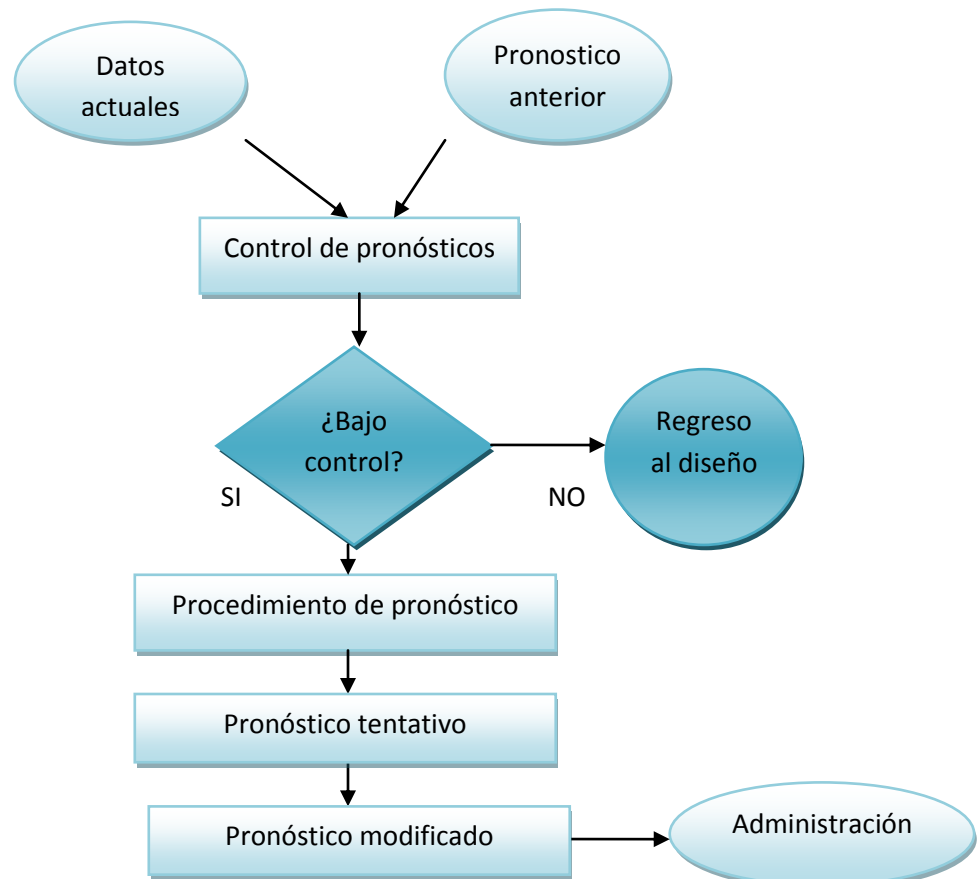 Datos
actuales
Pronostico
anterior
Control de pronósticos
¿Bajo
control?
Regreso
al diseño
SI
NO
Procedimiento de pronóstico
Pronóstico tentativo
Pronóstico modificado
Administración